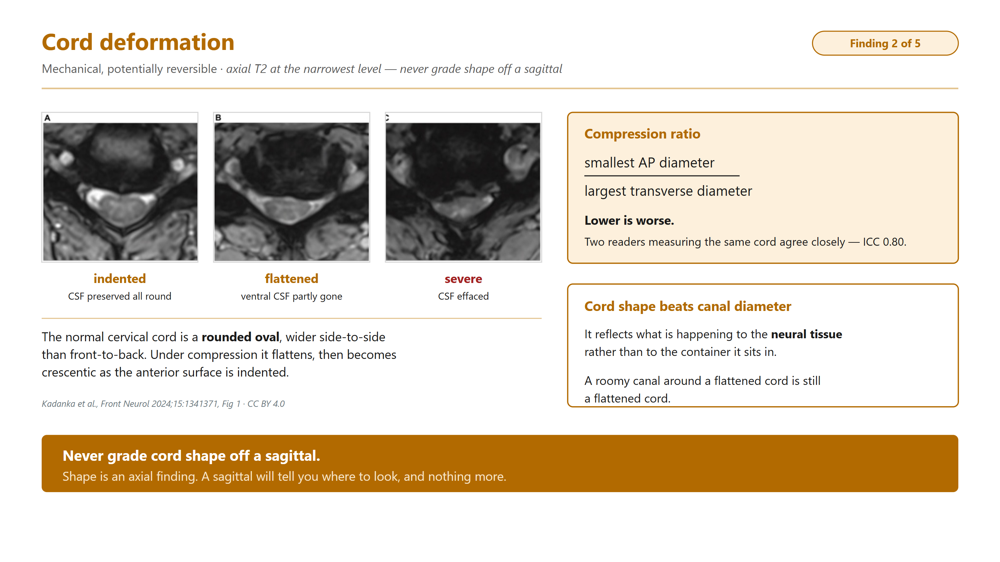 Cord deformation
Finding 2 of 5
Mechanical, potentially reversible · axial T2 at the narrowest level — never grade shape off a sagittal
A
B
C
indented
CSF preserved all round
flattened
ventral CSF partly gone
severe
CSF effaced
The normal cervical cord is a rounded oval, wider side-to-side
than front-to-back. Under compression it flattens, then becomes
crescentic as the anterior surface is indented.
Kadanka et al., Front Neurol 2024;15:1341371, Fig 1 · CC BY 4.0
Compression ratio
smallest AP diameter
largest transverse diameter
Lower is worse.
Two readers measuring the same cord agree closely — ICC 0.80.
Cord shape beats canal diameter
It reflects what is happening to the neural tissue
rather than to the container it sits in.
A roomy canal around a flattened cord is still
a flattened cord.
Never grade cord shape off a sagittal.
Shape is an axial finding. A sagittal will tell you where to look, and nothing more.